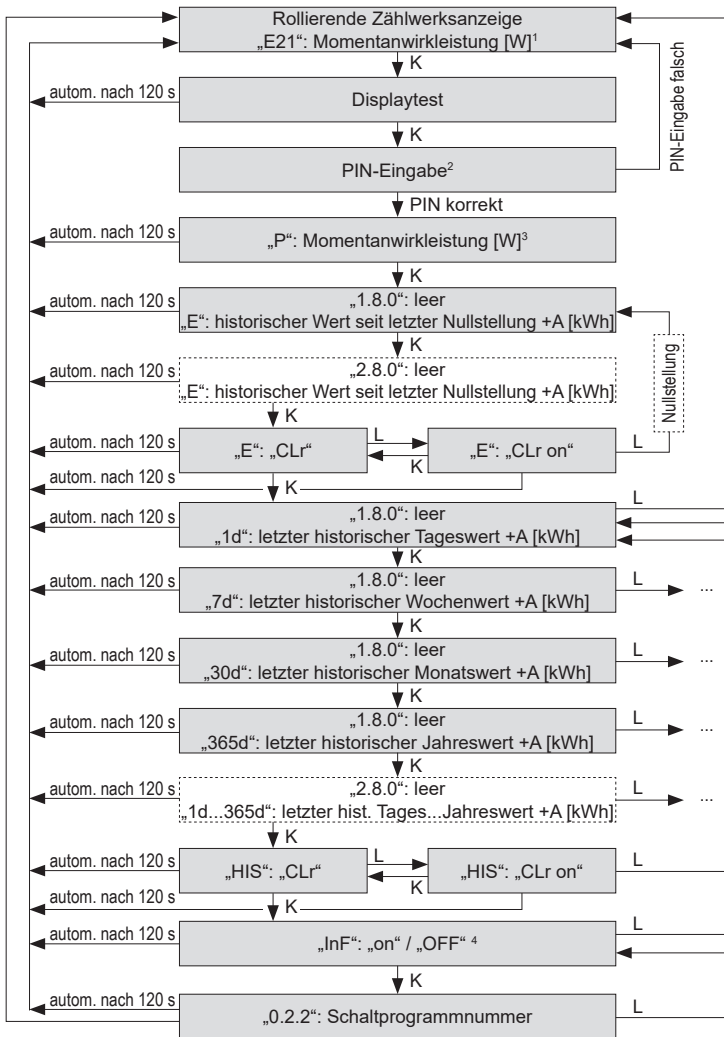 Rollierende Zählwerksanzeige
„E21“: Momentanwirkleistung [W]¹
K
PIN-Eingabe falsch
autom. nach 120 s
Displaytest
K
PIN-Eingabe²
PIN korrekt
autom. nach 120 s
„P“: Momentanwirkleistung [W]³
K
autom. nach 120 s
„1.8.0“: leer
„E“: historischer Wert seit letzter Nullstellung +A [kWh]
K
Nullstellung
autom. nach 120 s
„2.8.0“: leer
„E“: historischer Wert seit letzter Nullstellung +A [kWh]
K
autom. nach 120 s
„E“: „CLr“
L
K
„E“: „CLr on“
L
autom. nach 120 s
K
L
autom. nach 120 s
„1.8.0“: leer
„1d“: letzter historischer Tageswert +A [kWh]
K
autom. nach 120 s
„1.8.0“: leer
„7d“: letzter historischer Wochenwert +A [kWh]
L
...
K
autom. nach 120 s
„1.8.0“: leer
„30d“: letzter historischer Monatswert +A [kWh]
L
...
K
autom. nach 120 s
„1.8.0“: leer
„365d“: letzter historischer Jahreswert +A [kWh]
L
...
K
autom. nach 120 s
„2.8.0“: leer
„1d...365d“: letzter hist. Tages...Jahreswert +A [kWh]
L
...
K
autom. nach 120 s
„HIS“: „CLr“
L
K
„HIS“: „CLr on“
L
autom. nach 120 s
K
autom. nach 120 s
„InF“: „on“ / „OFF“ ⁴
L
K
autom. nach 120 s
„0.2.2“: Schaltprogrammnummer
L